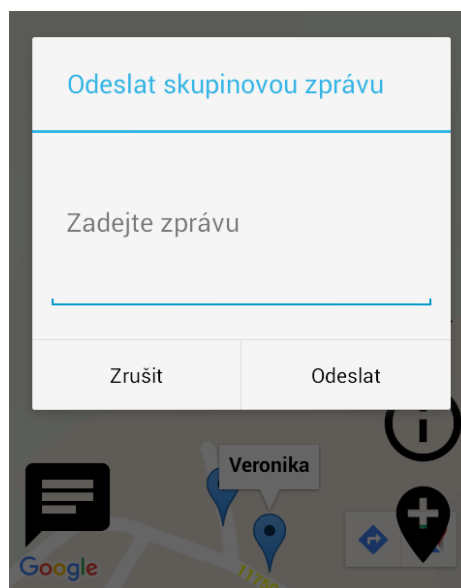 Odeslat skupinovou zprávu
Zadejte zprávu
Zrušit
Odeslat
Veronika
Google